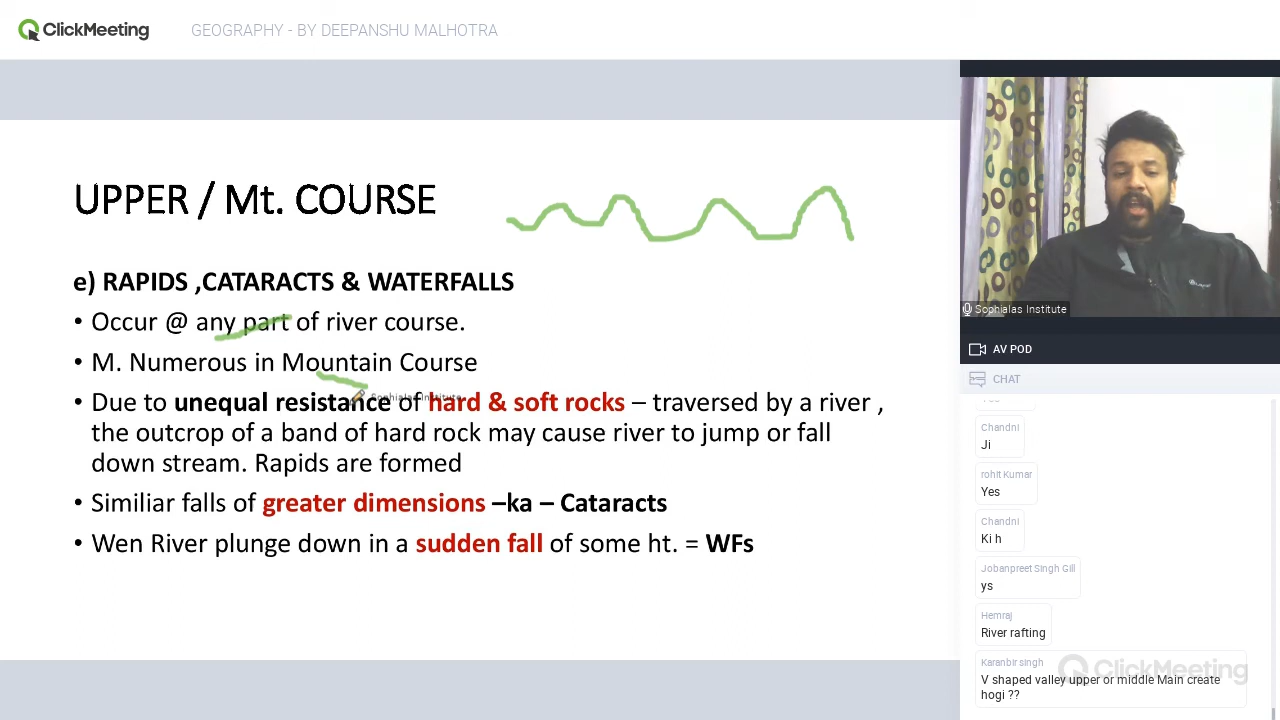 ClickMeeting
GEOGRAPHY - BY DEEPANSHU MALHOTRA
UPPER / Mt. COURSE
e) RAPIDS ,CATARACTS & WATERFALLS
• Occur @ any part of river course.
• M. Numerous in Mountain Course
Sophialas Institute
• Due to unequal resistance of hard & soft rocks – traversed by a river ,
the outcrop of a band of hard rock may cause river to jump or fall
down stream. Rapids are formed
• Similiar falls of greater dimensions –ka – Cataracts
• Wen River plunge down in a sudden fall of some ht. = WFs
Sophialas Institute
AV POD
CHAT
Chandni
Ji
rohit Kumar
Yes
Chandni
Ki h
Jobanpreet Singh Gill
ys
Hemraj
River rafting
Karanbir singh
V shaped valley upper or middle Main create
hogi ??
ClickMeeting